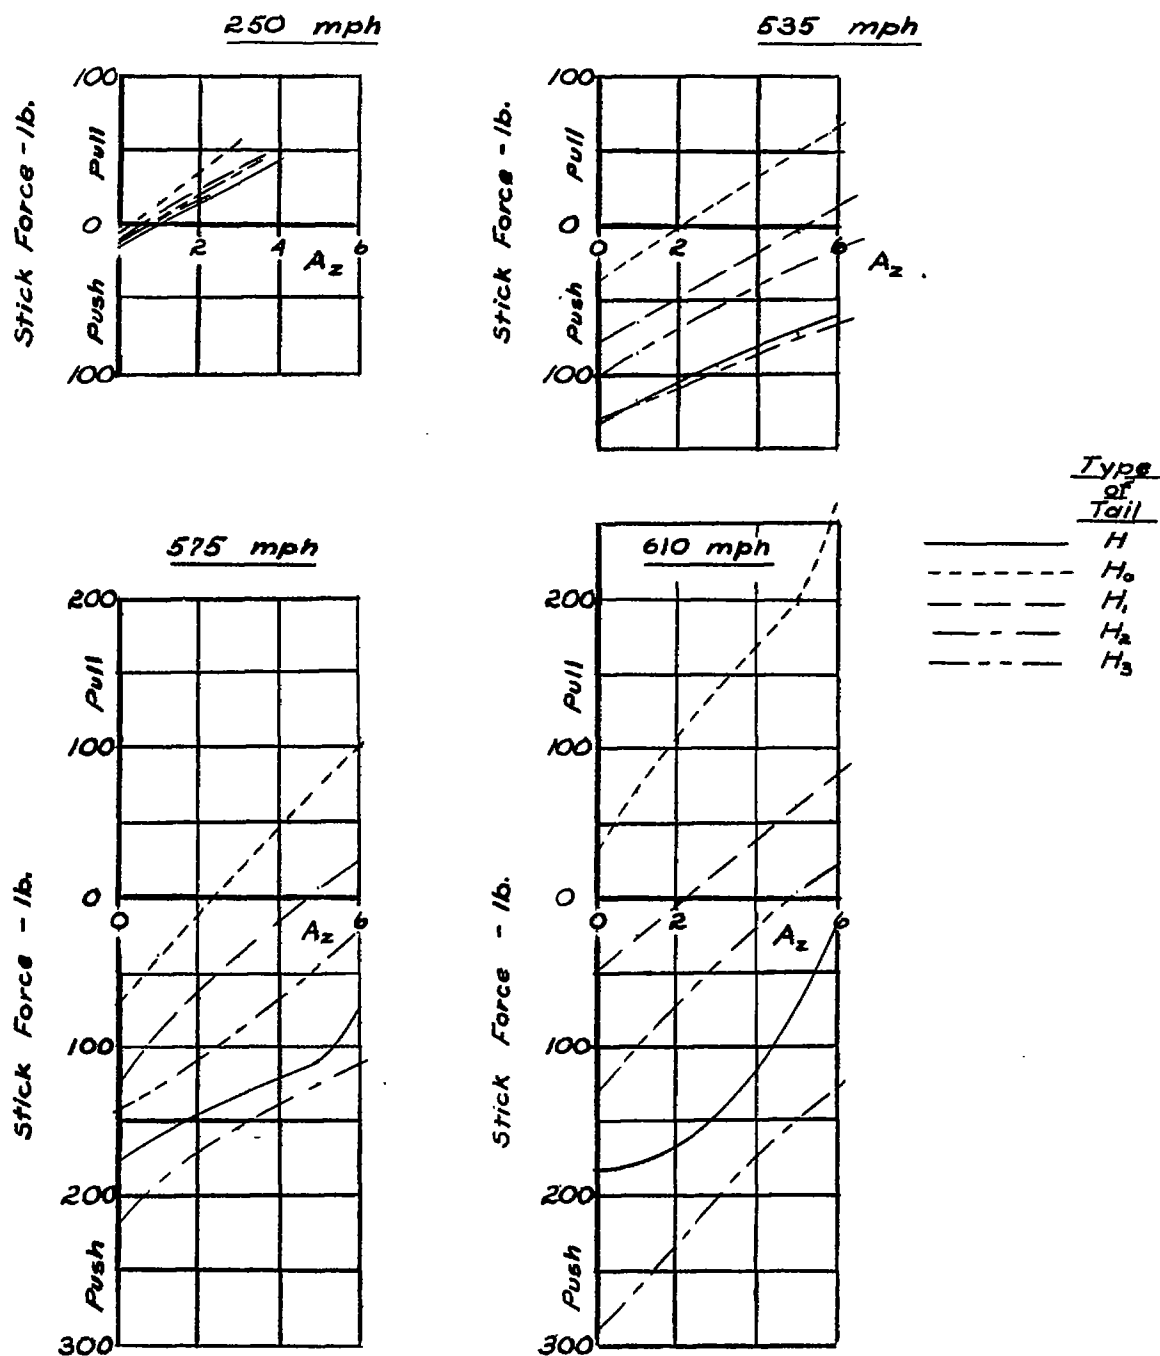 250 mph
Stick Force - lb.
Push Pull
100
0
100
2 4 6
Az
535 mph
Stick Force - lb.
Push Pull
100
0
100
0 2 6
Az
Type
of
Tail
H
H₀
H₁
H₂
H₃
575 mph
Stick Force - lb.
Push Pull
200
100
0
100
200
300
0 6
Az
610 mph
Stick Force - lb.
Push Pull
200
100
0
100
200
300
0 2 6
Az